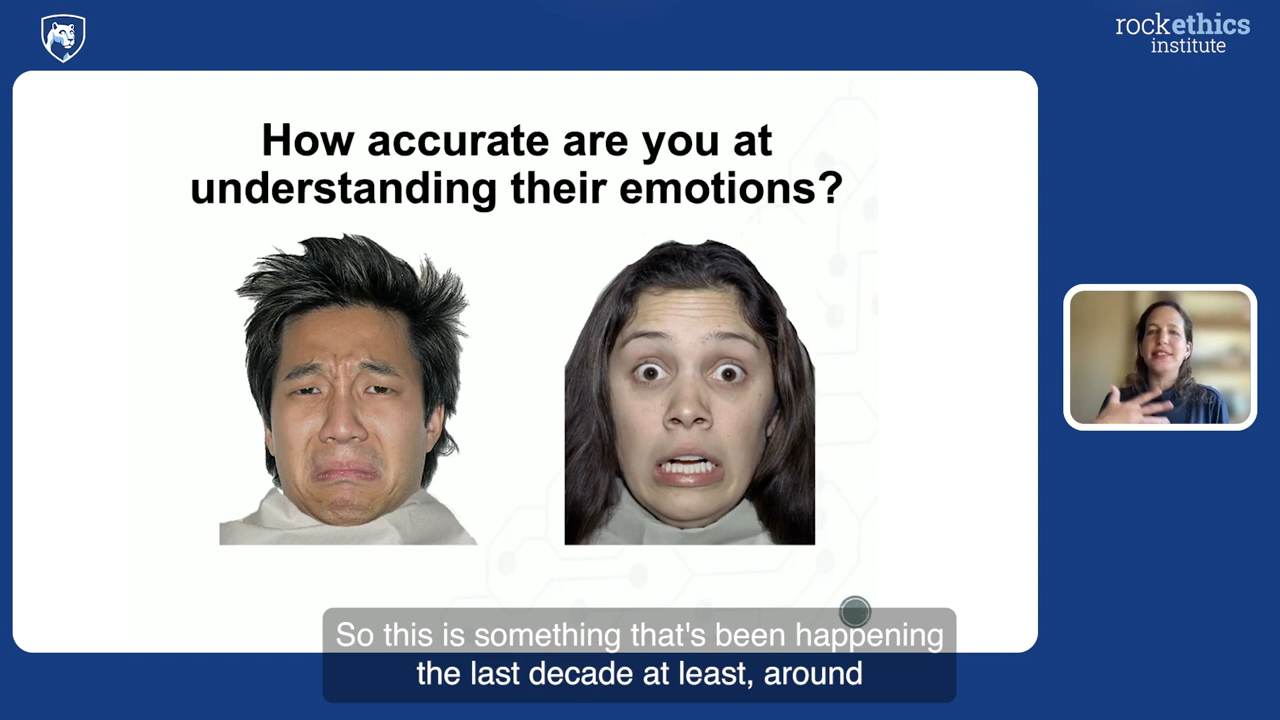 rockethics
institute
How accurate are you at
understanding their emotions?
So this is something that's been happening
the last decade at least, around